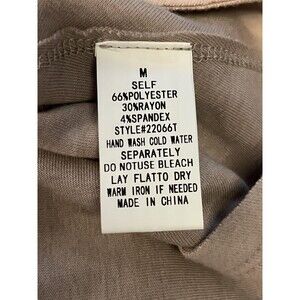 M
SELF
66%POLYESTER
30%RAYON
4%SPANDEX
STYLE#22066T
HAND WASH COLD WATER
SEPARATELY
DO NOTUSE BLEACH
LAY FLATTO DRY
WARM IRON IF NEEDED
MADE IN CHINA